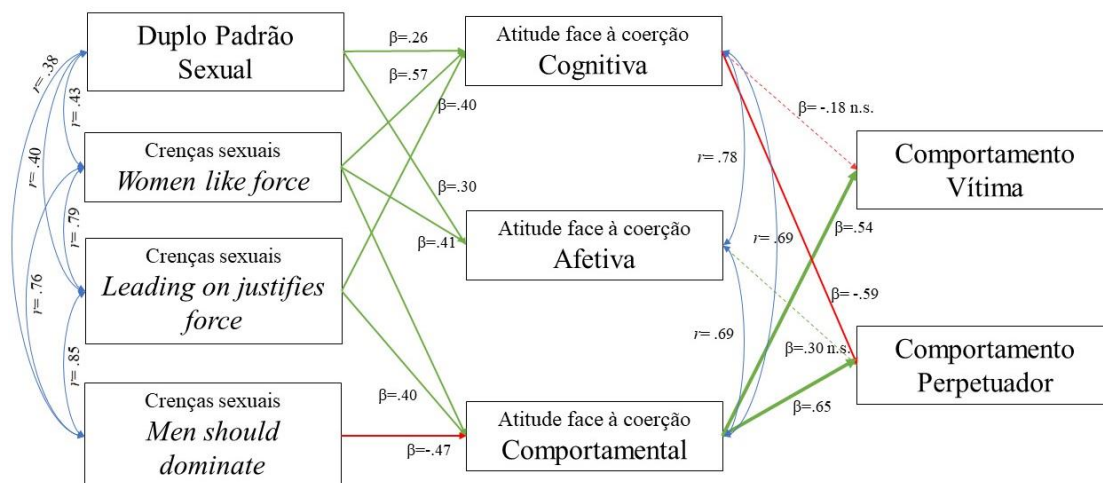 Duplo Padrão
Sexual
Crenças sexuais
Women like force
Crenças sexuais
Leading on justifies
force
Crenças sexuais
Men should
dominate
r= .38
r= .43
r= .40
r= .79
r= .76
r= .85
β=.26
β=.57
β=.40
β=.30
β=.41
β=.40
β=-.47
Atitude face à coerção
Cognitiva
Atitude face à coerção
Afetiva
Atitude face à coerção
Comportamental
r= .78
r= .69
r= .69
β= -.18 n.s.
β=.54
β= -.59
β=.30 n.s.
β=.65
Comportamento
Vítima
Comportamento
Perpetuador